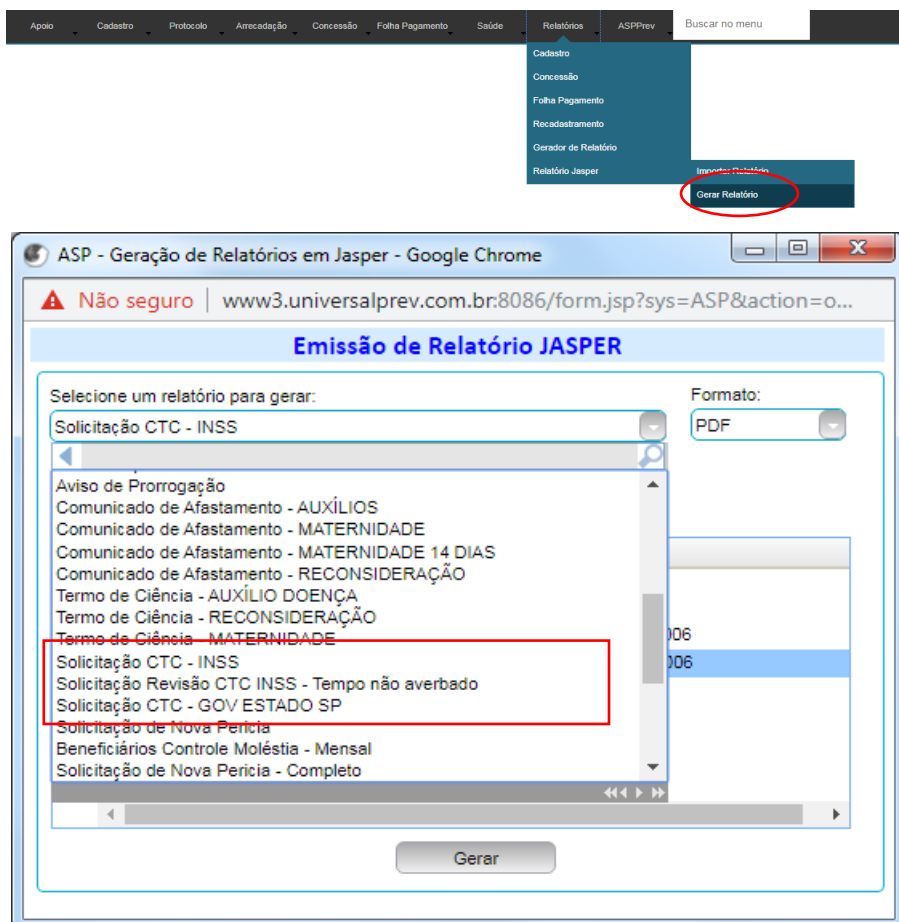 Apoio Cadastro Protocolo Arrecadação Concessão Folha Pagamento Saúde Relatórios ASPPrev Buscar no menu
Cadastro
Concessão
Folha Pagamento
Recadastramento
Gerador de Relatório
Relatório Jasper Importar Relatório
Gerar Relatório
ASP - Geração de Relatórios em Jasper - Google Chrome
Não seguro | www3.universalprev.com.br:8086/form.jsp?sys=ASP&action=o...
Emissão de Relatório JASPER
Selecione um relatório para gerar: Formato:
Solicitação CTC - INSS PDF
Aviso de Prorrogação
Comunicado de Afastamento - AUXÍLIOS
Comunicado de Afastamento - MATERNIDADE
Comunicado de Afastamento - MATERNIDADE 14 DIAS
Comunicado de Afastamento - RECONSIDERAÇÃO
Termo de Ciência - AUXÍLIO DOENÇA
Termo de Ciência - RECONSIDERAÇÃO
Termo de Ciência - MATERNIDADE 006
Solicitação CTC - INSS 006
Solicitação Revisão CTC INSS - Tempo não averbado
Solicitação CTC - GOV ESTADO SP
Solicitação de Nova Pericia
Beneficiários Controle Moléstia - Mensal
Solicitação de Nova Pericia - Completo
Gerar